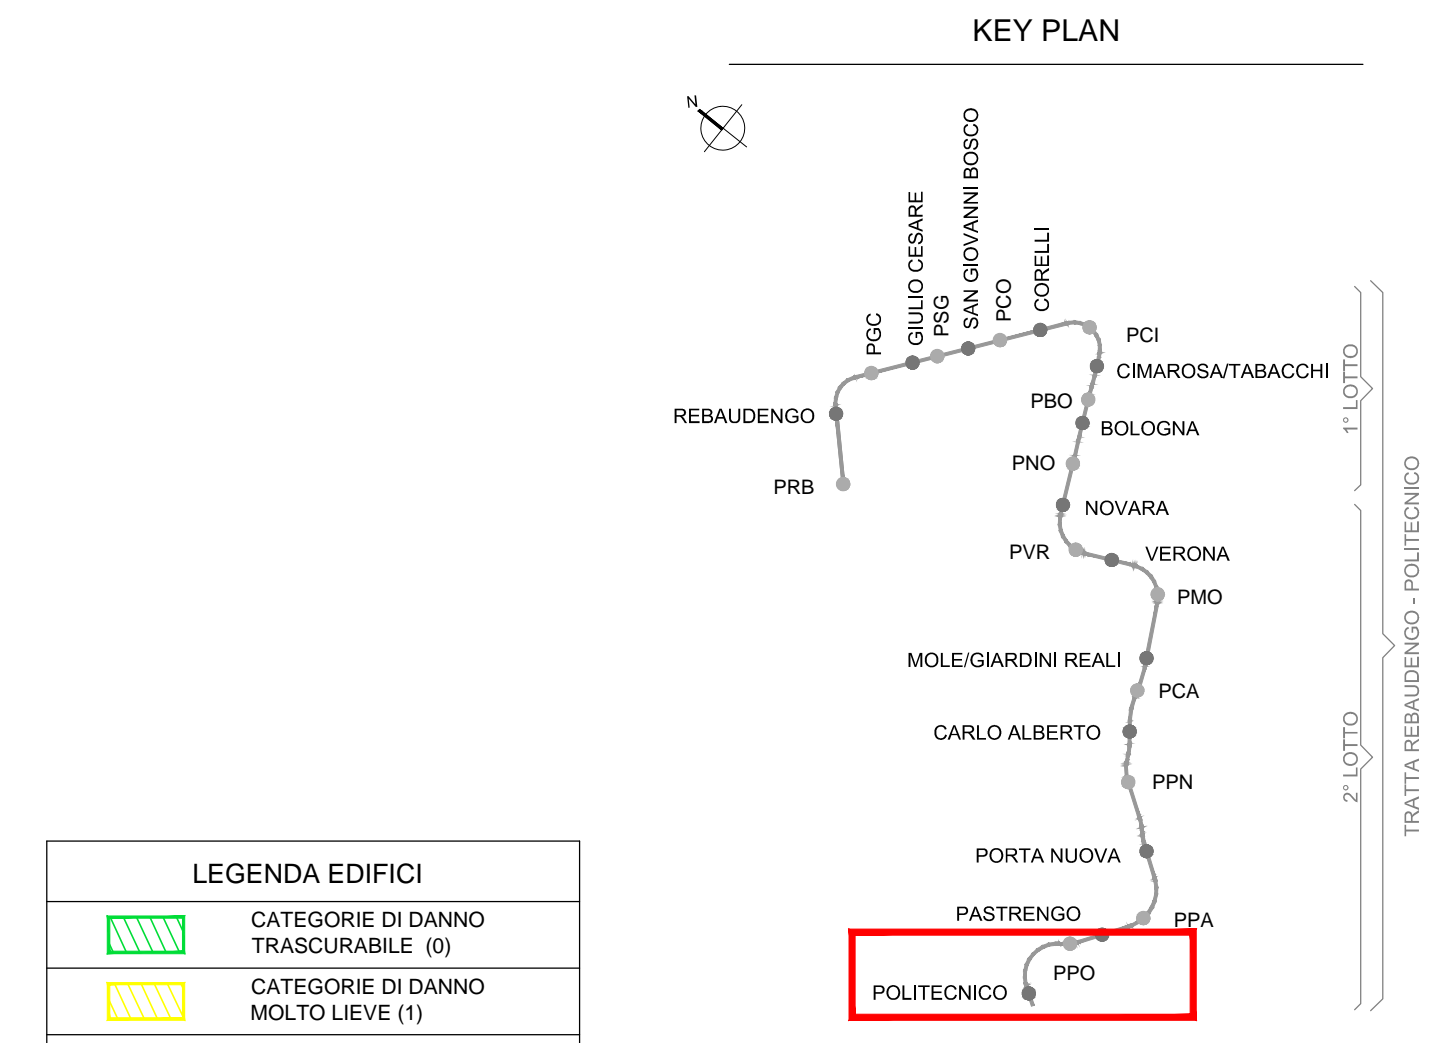 KEY PLAN
N
SAN GIOVANNI BOSCO
GIULIO CESARE
CORELLI
PCO
PSG
PGC
PCI
CIMAROSA/TABACCHI
PBO
REBAUDENGO
BOLOGNA
PNO
PRB
NOVARA
PVR
VERONA
PMO
MOLE/GIARDINI REALI
PCA
CARLO ALBERTO
PPN
PORTA NUOVA
PASTRENGO
PPA
PPO
POLITECNICO
1° LOTTO
2° LOTTO
TRATTA REBAUDENGO - POLITECNICO
LEGENDA EDIFICI
CATEGORIE DI DANNO
TRASCURABILE (0)
CATEGORIE DI DANNO
MOLTO LIEVE (1)